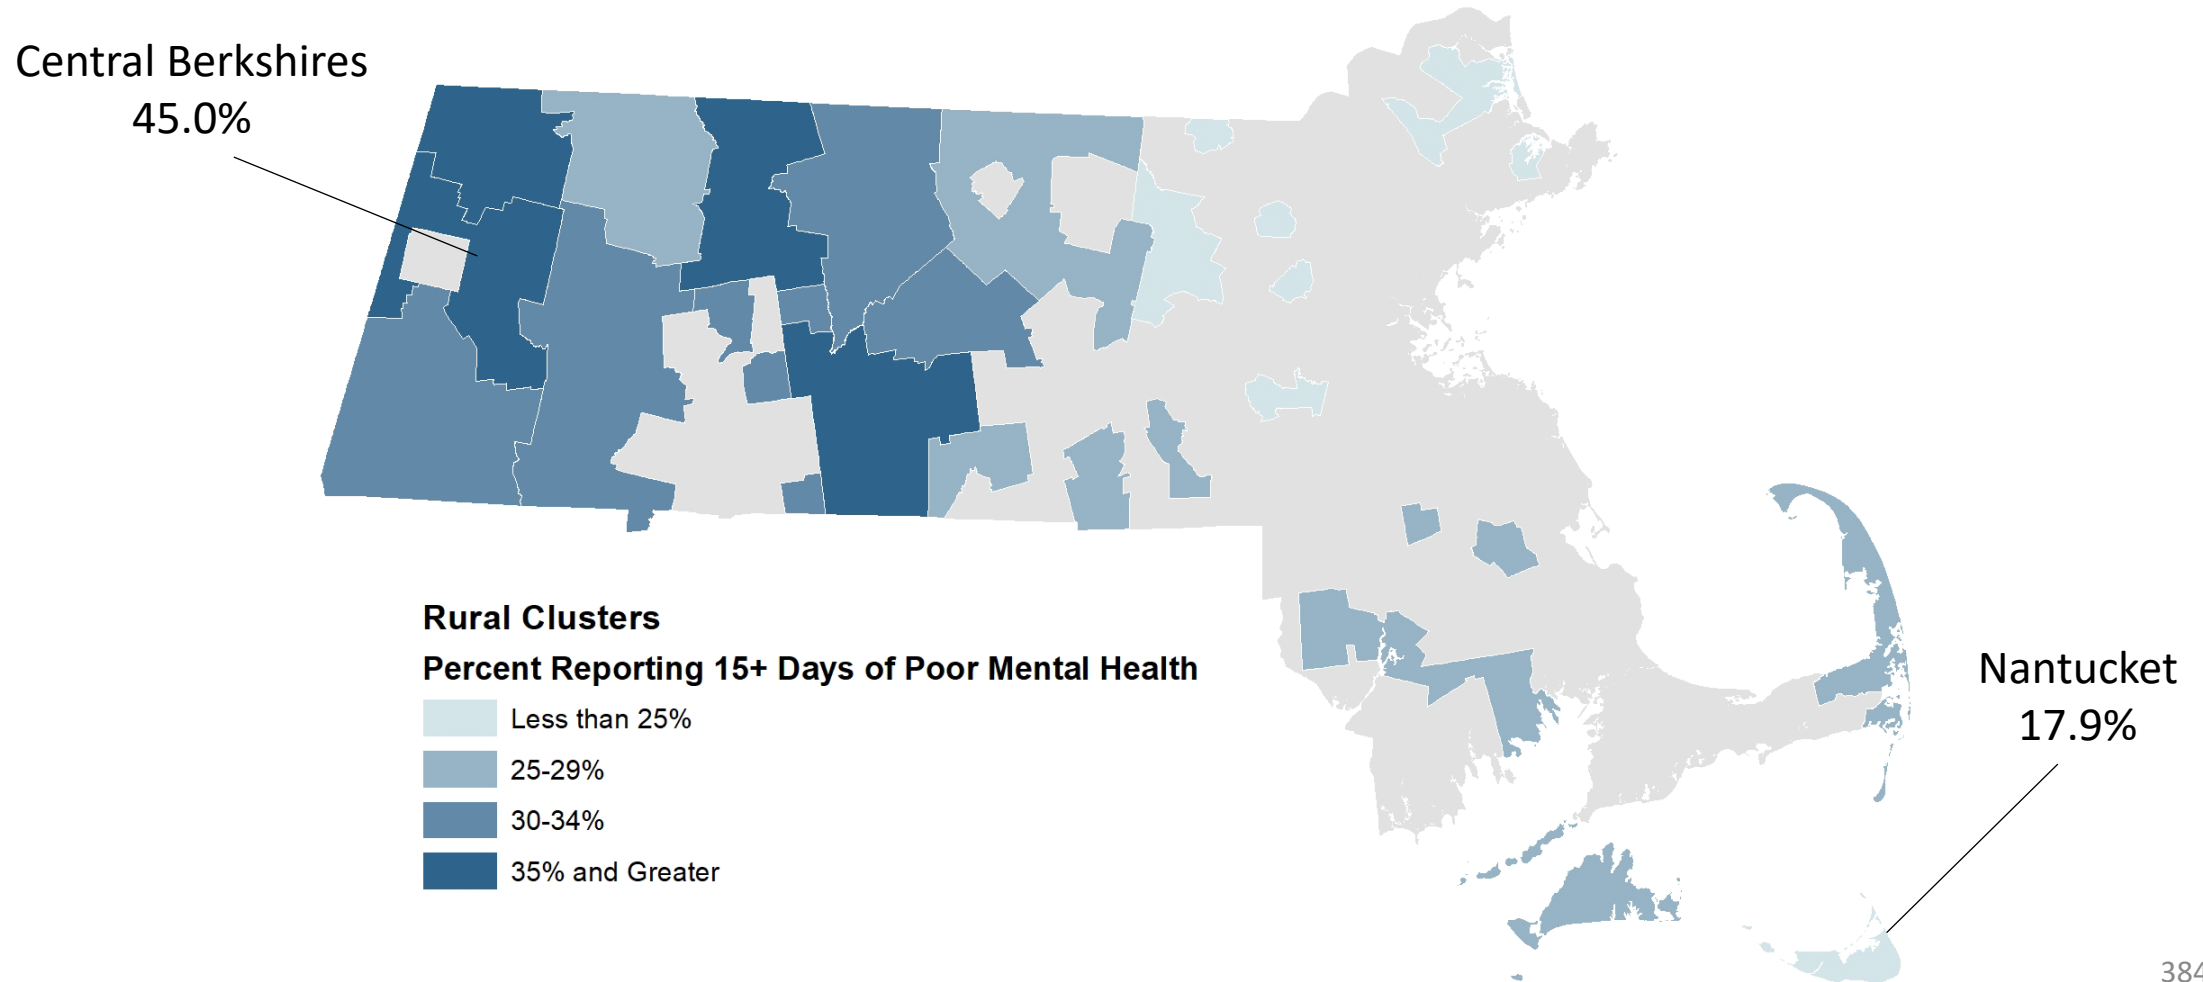 Central Berkshires
45.0%
Rural Clusters
Percent Reporting 15+ Days of Poor Mental Health
Less than 25%
25-29%
30-34%
35% and Greater
Nantucket
17.9%
384